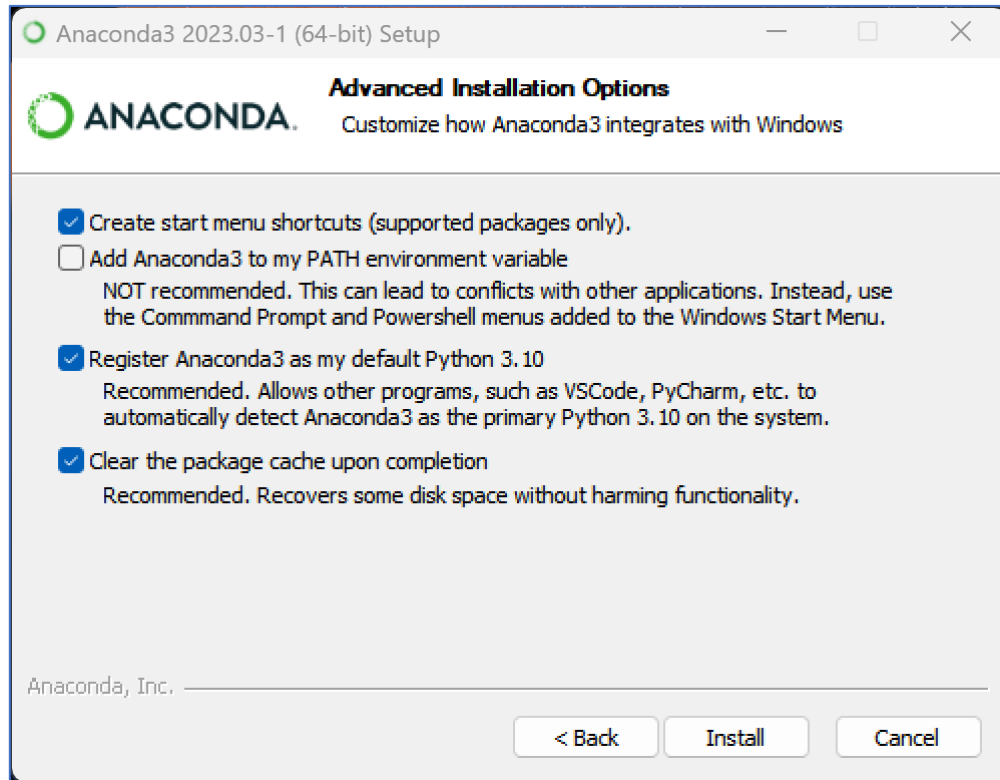 Anaconda3 2023.03-1 (64-bit) Setup
ANACONDA.
Advanced Installation Options
Customize how Anaconda3 integrates with Windows
Create start menu shortcuts (supported packages only).
Add Anaconda3 to my PATH environment variable
NOT recommended. This can lead to conflicts with other applications. Instead, use
the Commmand Prompt and Powershell menus added to the Windows Start Menu.
Register Anaconda3 as my default Python 3.10
Recommended. Allows other programs, such as VSCode, PyCharm, etc. to
automatically detect Anaconda3 as the primary Python 3.10 on the system.
Clear the package cache upon completion
Recommended. Recovers some disk space without harming functionality.
Anaconda, Inc.
< Back
Install
Cancel